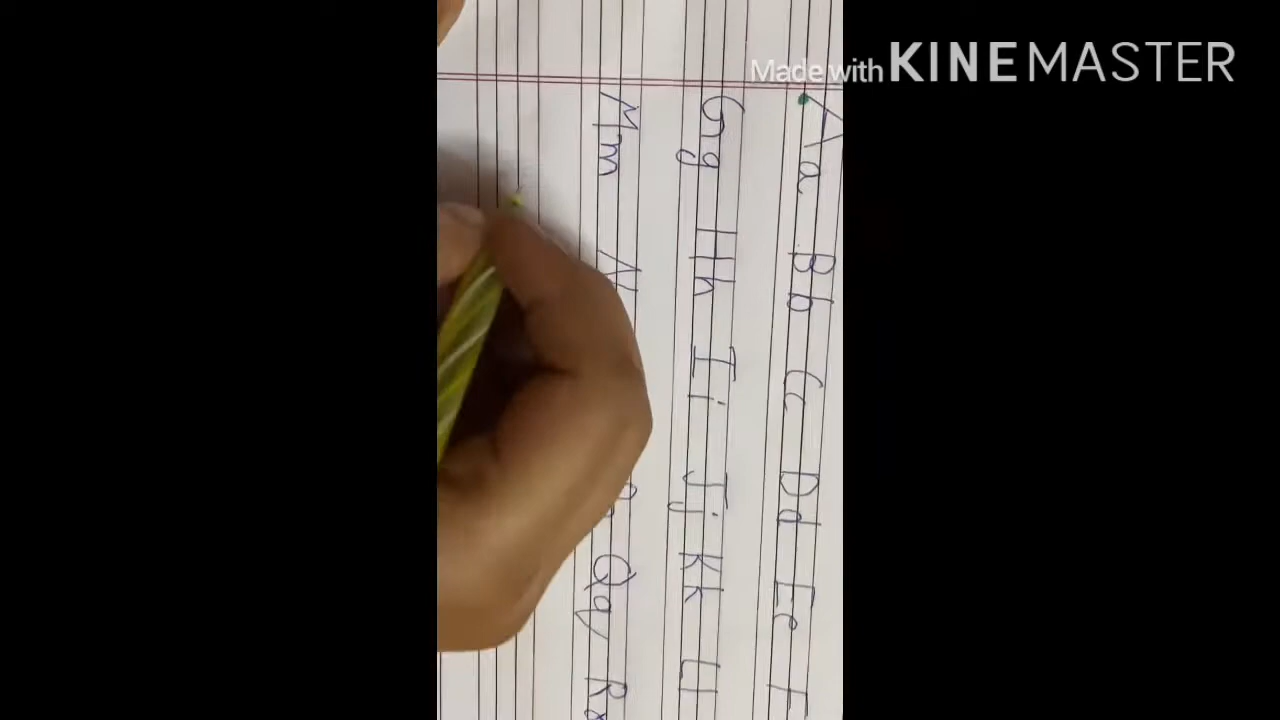 Made with KINEMASTER
Aa Bb Cc Dd Ee F
Gg Hh Ii Jj Kk Ll
Mm N Qq R